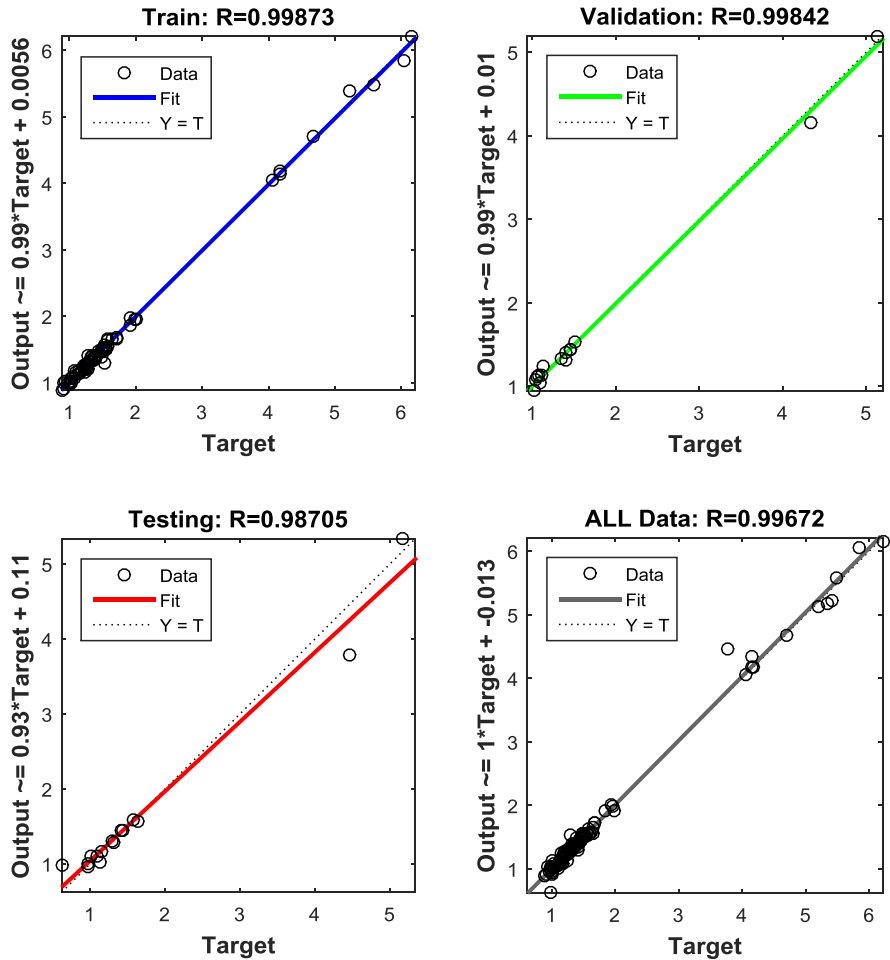 Train: R=0.99873
Output ~= 0.99*Target + 0.0056
6
5
4
3
2
1
Data
Fit
Y = T
1
2
3
4
5
6
Target
Validation: R=0.99842
Output ~= 0.99*Target + 0.01
5
4
3
2
1
Data
Fit
Y = T
1
2
3
4
5
Target
Testing: R=0.98705
Output ~= 0.93*Target + 0.11
5
4
3
2
1
Data
Fit
Y = T
1
2
3
4
5
Target
ALL Data: R=0.99672
Output ~= 1*Target + -0.013
6
5
4
3
2
1
Data
Fit
Y = T
1
2
3
4
5
6
Target